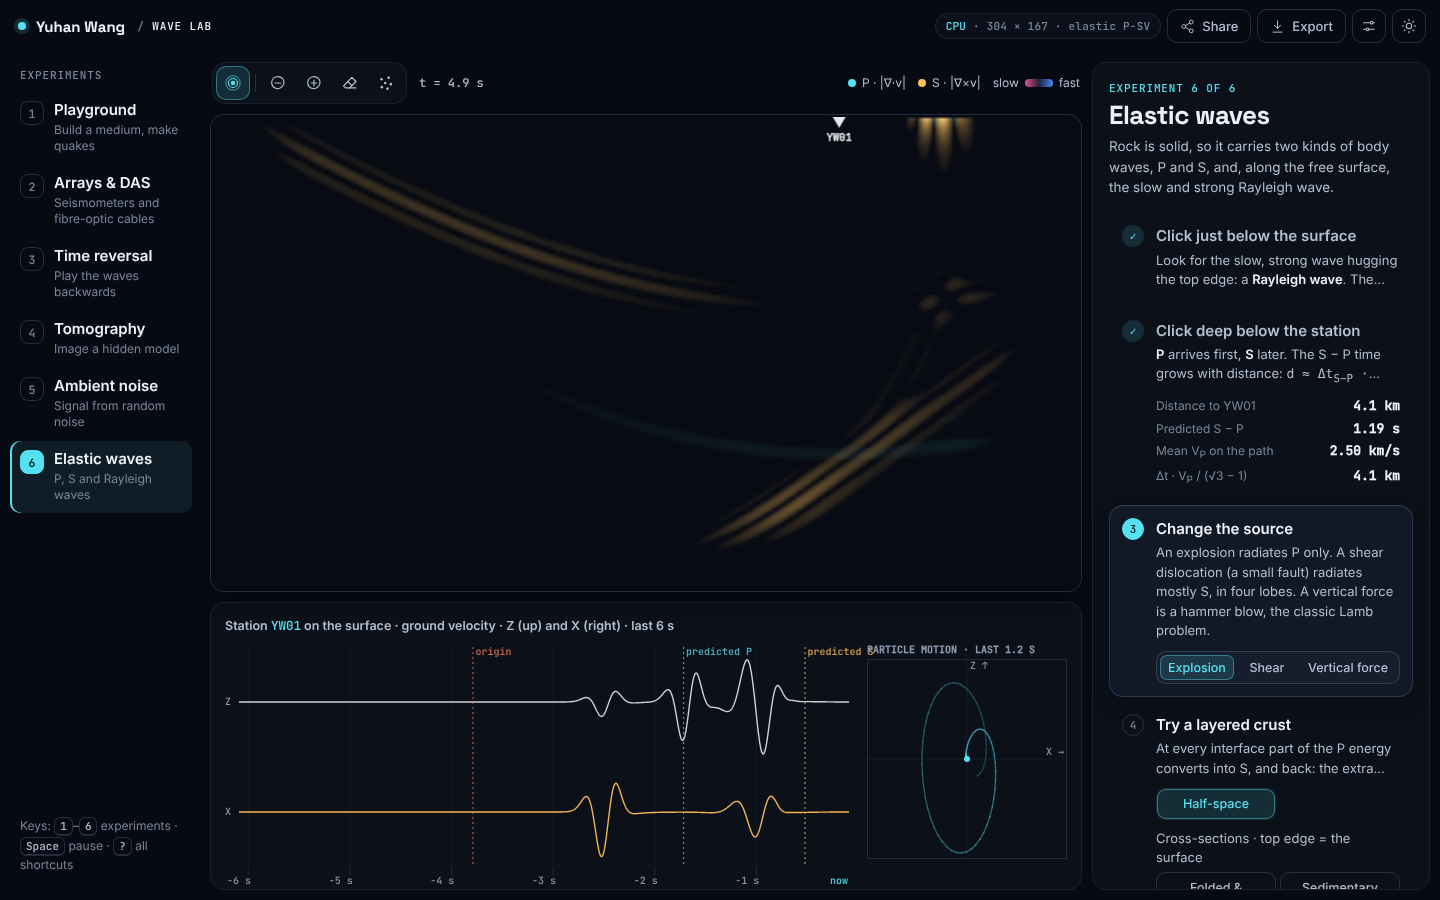 Yuhan Wang / WAVE LAB
CPU · 304 × 167 · elastic P-SV
Share
Export
EXPERIMENTS
1
Playground
Build a medium, make
quakes
2
Arrays & DAS
Seismometers and
fibre-optic cables
3
Time reversal
Play the waves
backwards
4
Tomography
Image a hidden model
5
Ambient noise
Signal from random
noise
6
Elastic waves
P, S and Rayleigh
waves
Keys: 1–6 experiments ·
Space pause · ? all
shortcuts
t = 4.9 s
P · |∇·v|
S · |∇×v|
slow
fast
YW01
Station YW01 on the surface · ground velocity · Z (up) and X (right) · last 6 s
origin
predicted P
predicted S
Z
X
-6 s
-5 s
-4 s
-3 s
-2 s
-1 s
now
PARTICLE MOTION · LAST 1.2 S
Z ↑
X →
EXPERIMENT 6 OF 6
Elastic waves
Rock is solid, so it carries two kinds of body
waves, P and S, and, along the free surface,
the slow and strong Rayleigh wave.
✓
Click just below the surface
Look for the slow, strong wave hugging
the top edge: a Rayleigh wave. The…
✓
Click deep below the station
P arrives first, S later. The S − P time
grows with distance: d ≈ ΔtS−P ·…
Distance to YW01 4.1 km
Predicted S − P 1.19 s
Mean VP on the path 2.50 km/s
Δt · VP / (√3 − 1) 4.1 km
3
Change the source
An explosion radiates P only. A shear
dislocation (a small fault) radiates
mostly S, in four lobes. A vertical force
is a hammer blow, the classic Lamb
problem.
Explosion
Shear
Vertical force
4
Try a layered crust
At every interface part of the P energy
converts into S, and back: the extra…
Half-space
Cross-sections · top edge = the
surface
Folded &
Sedimentary